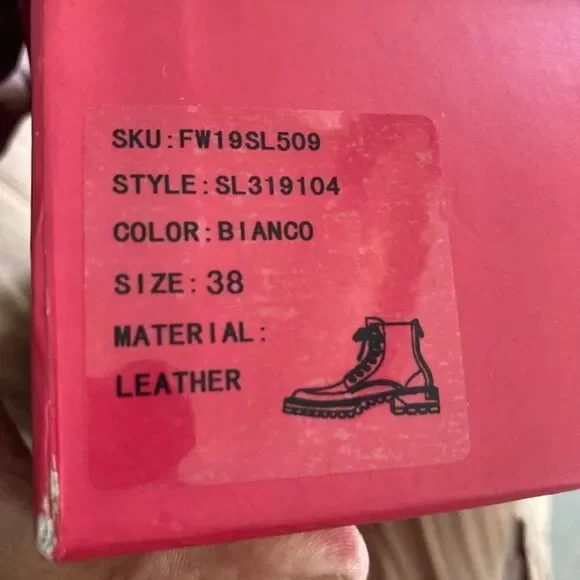 SKU:FW19SL509
STYLE:SL319104
COLOR:BIANCO
SIZE:38
MATERIAL:
LEATHER